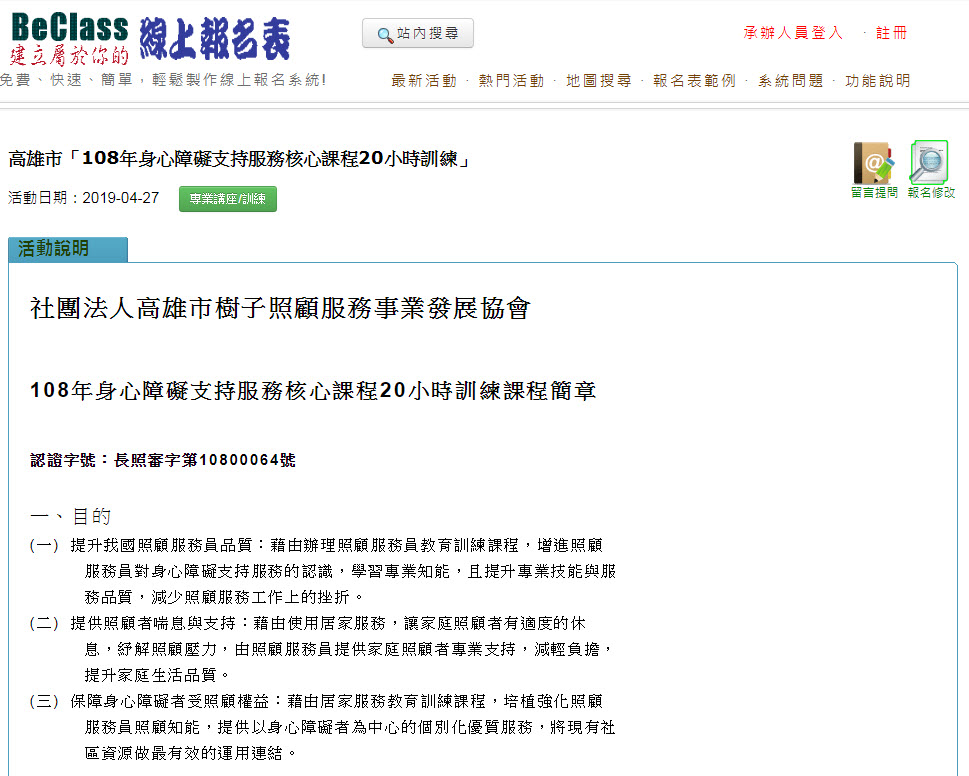 BeClass 線上報名表
建立屬於你的
免費、快速、簡單，輕鬆製作線上報名系統!
站內搜尋
承辦人員登入 · 註冊
最新活動 · 熱門活動 · 地圖搜尋 · 報名表範例 · 系統問題 · 功能說明
高雄市「108年身心障礙支持服務核心課程20小時訓練」
活動日期：2019-04-27 專業講座/訓練
留言提問 報名修改
活動說明
社團法人高雄市樹子照顧服務事業發展協會
108年身心障礙支持服務核心課程20小時訓練課程簡章
認證字號：長照審字第10800064號
一、目的
(一) 提升我國照顧服務員品質：藉由辦理照顧服務員教育訓練課程，增進照顧
服務員對身心障礙支持服務的認識，學習專業知能，且提升專業技能與服
務品質，減少照顧服務工作上的挫折。
(二) 提供照顧者喘息與支持：藉由使用居家服務，讓家庭照顧者有適度的休
息，紓解照顧壓力，由照顧服務員提供家庭照顧者專業支持，減輕負擔，
提升家庭生活品質。
(三) 保障身心障礙者受照顧權益：藉由居家服務教育訓練課程，培植強化照顧
服務員照顧知能，提供以身心障礙者為中心的個別化優質服務，將現有社
區資源做最有效的運用連結。